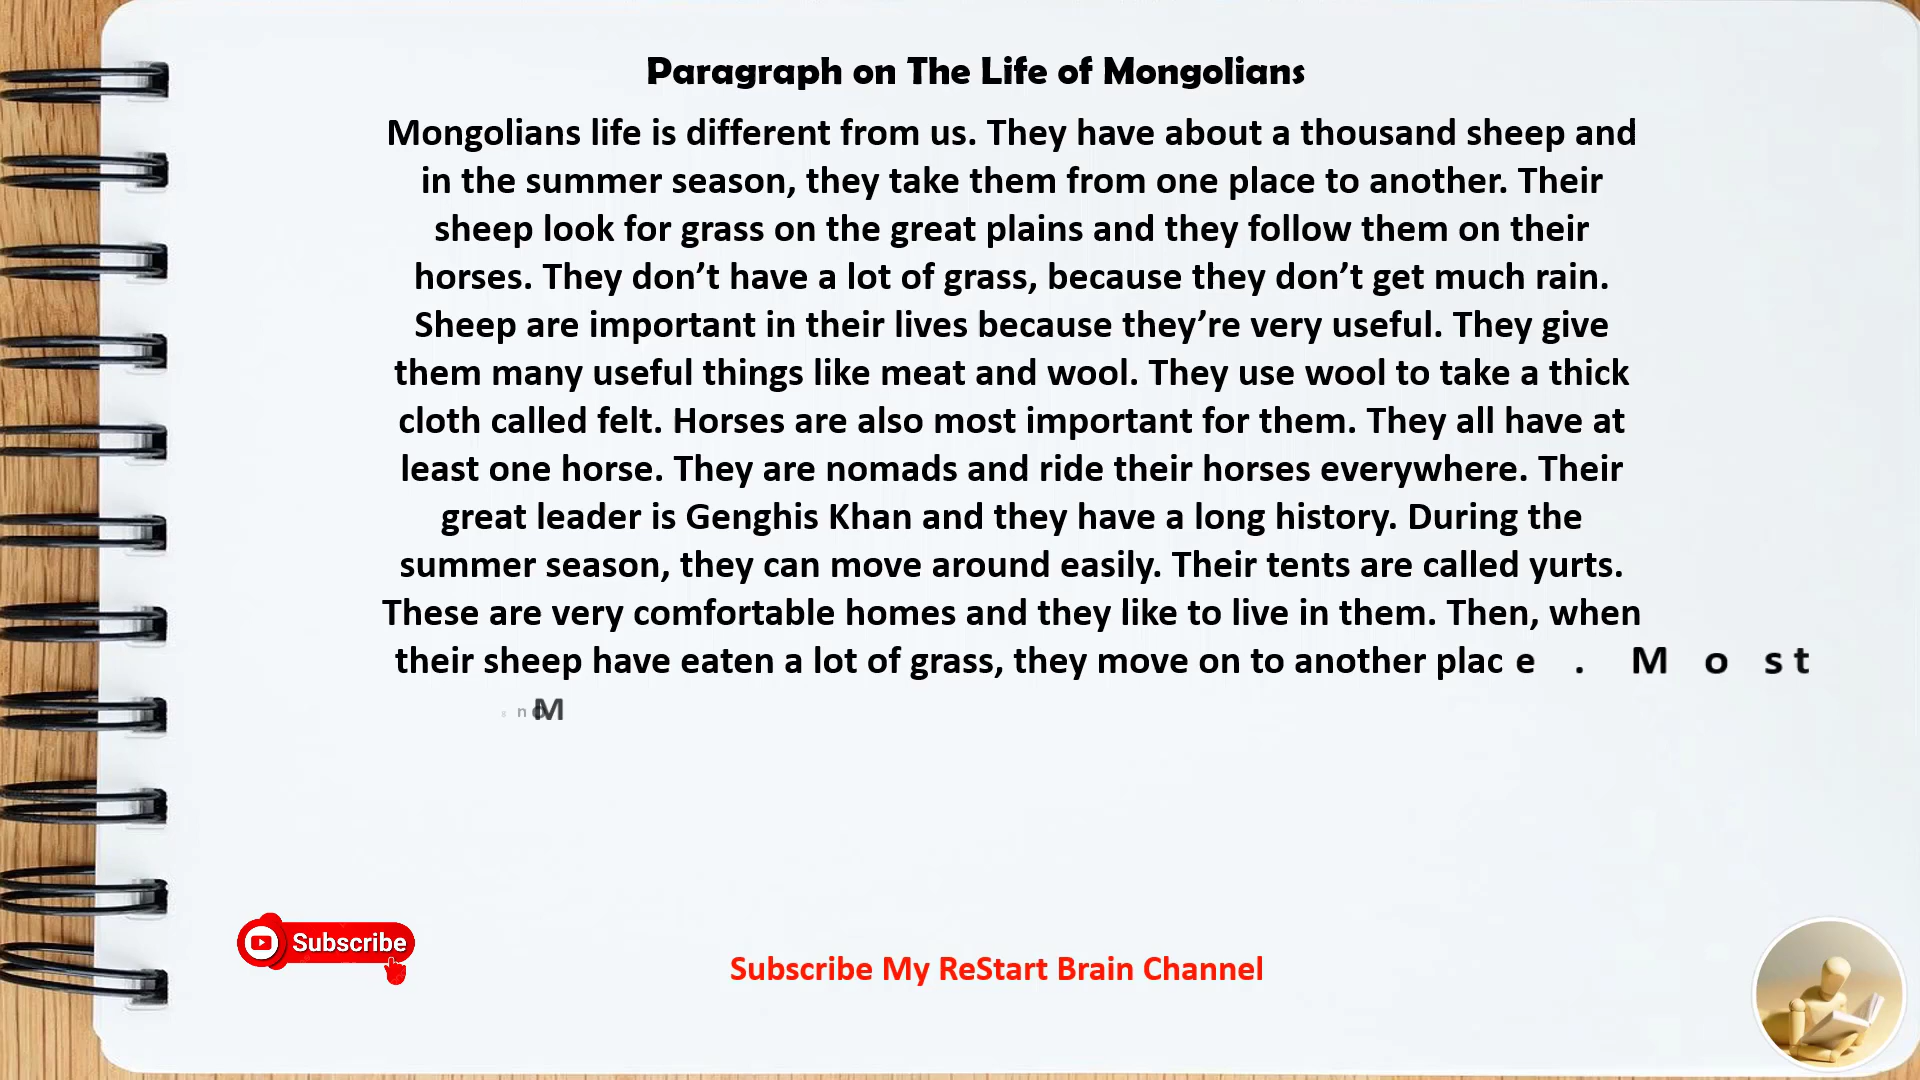 Paragraph on The Life of Mongolians
Mongolians life is different from us. They have about a thousand sheep and
in the summer season, they take them from one place to another. Their
sheep look for grass on the great plains and they follow them on their
horses. They don’t have a lot of grass, because they don’t get much rain.
Sheep are important in their lives because they’re very useful. They give
them many useful things like meat and wool. They use wool to take a thick
cloth called felt. Horses are also most important for them. They all have at
least one horse. They are nomads and ride their horses everywhere. Their
great leader is Genghis Khan and they have a long history. During the
summer season, they can move around easily. Their tents are called yurts.
These are very comfortable homes and they like to live in them. Then, when
their sheep have eaten a lot of grass, they move on to another place. Most
Subscribe
Subscribe My ReStart Brain Channel